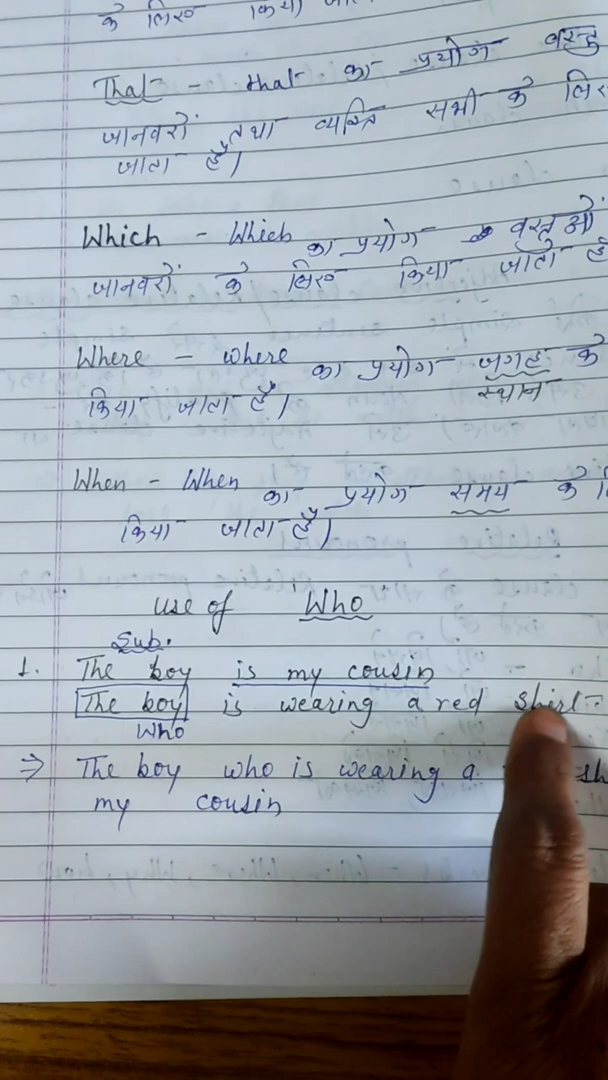 के लिए किया
That - that का प्रयोग वस्तु
जानवरों तथा व्यक्ति सभी के लिए
जाता है।
Which - Which का प्रयोग वस्तुओं
जानवरों के लिए किया जाता है
Where - where का प्रयोग जगह के
किया जाता है। स्थान
When - When का प्रयोग समय के
किया जाता है।
use of Who
Sub.
1. The boy is my cousin
The boy is wearing a red shirt
Who
⇒ The boy who is wearing a sh
my cousin